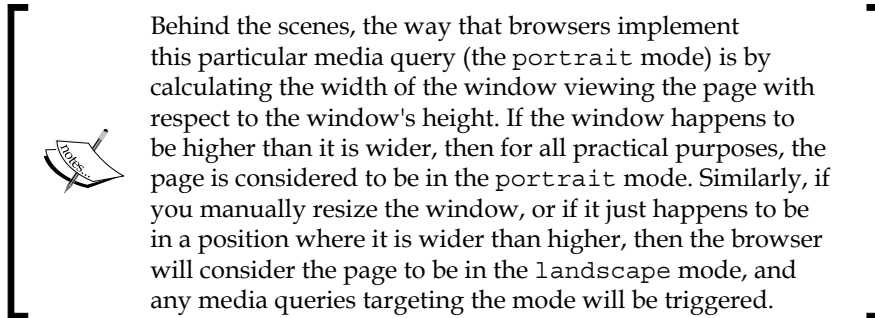 Behind the scenes, the way that browsers implement
this particular media query (the portrait mode) is by
calculating the width of the window viewing the page with
respect to the window's height. If the window happens to
be higher than it is wider, then for all practical purposes, the
page is considered to be in the portrait mode. Similarly, if
you manually resize the window, or if it just happens to be
in a position where it is wider than higher, then the browser
will consider the page to be in the landscape mode, and
any media queries targeting the mode will be triggered.
notes...